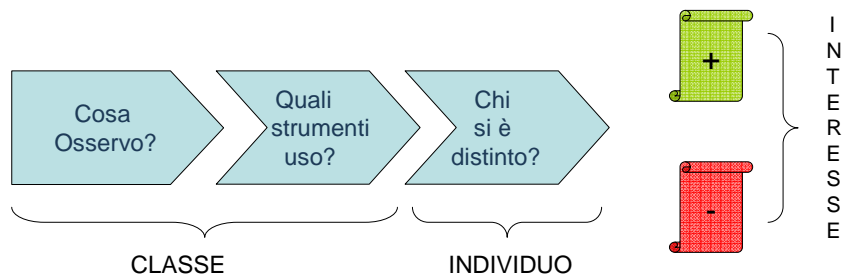 Cosa
Osservo?
Quali
strumenti
uso?
Chi
si è
distinto?
+
-
CLASSE
INDIVIDUO
I
N
T
E
R
E
S
S
E